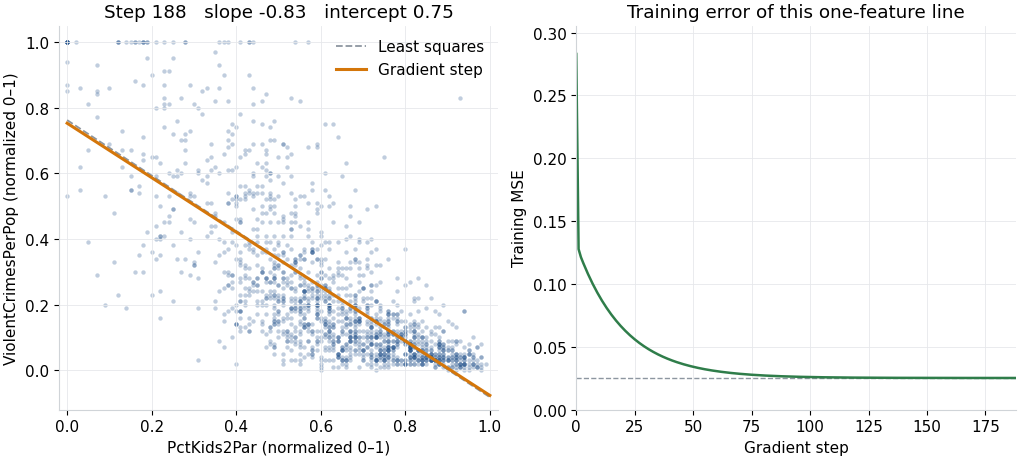 Step 188   slope -0.83   intercept 0.75
Least squares
Gradient step
ViolentCrimesPerPop (normalized 0–1)
1.0
0.8
0.6
0.4
0.2
0.0
0.0 0.2 0.4 0.6 0.8 1.0
PctKids2Par (normalized 0–1)
Training error of this one-feature line
Training MSE
0.30
0.25
0.20
0.15
0.10
0.05
0.00
0 25 50 75 100 125 150 175
Gradient step